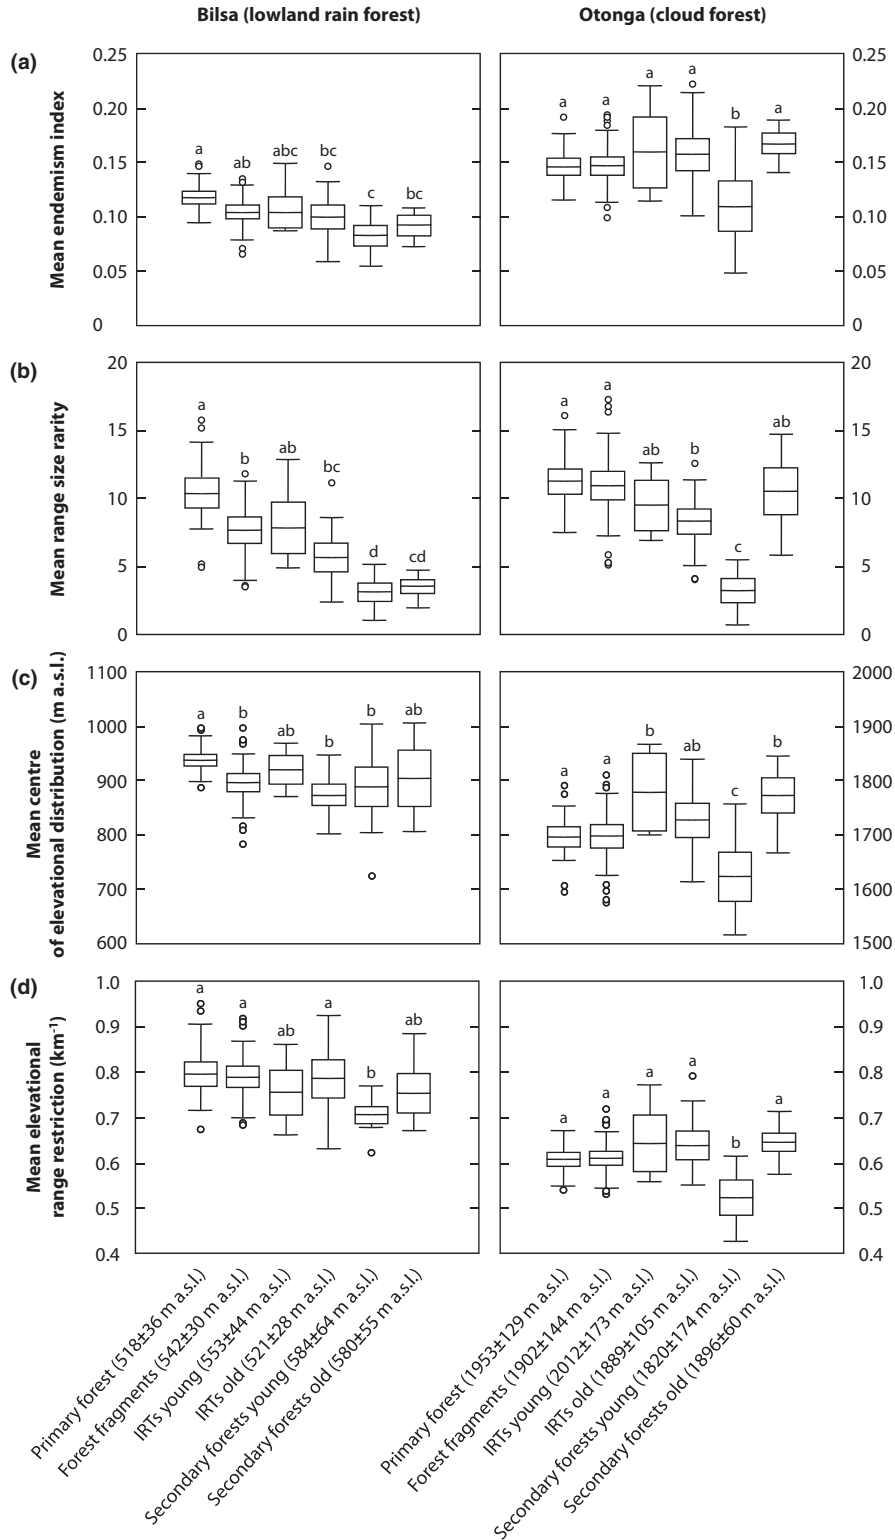 Bilsa (lowland rain forest)
Otonga (cloud forest)
(a)
Mean endemism index
0.25
0.20
0.15
0.10
0.05
0
a
ab
abc
bc
c
bc
a
a
a
a
b
a
0.25
0.20
0.15
0.10
0.05
0
(b)
Mean range size rarity
20
15
10
5
0
a
b
ab
bc
d
cd
a
a
ab
b
c
ab
20
15
10
5
0
(c)
Mean centre
of elevational distribution (m a.s.l.)
1100
1000
900
800
700
600
a
b
ab
b
b
ab
a
a
b
ab
c
b
2000
1900
1800
1700
1600
1500
(d)
Mean elevational
range restriction (km⁻¹)
1.0
0.9
0.8
0.7
0.6
0.5
0.4
a
a
ab
a
b
ab
a
a
a
a
b
a
1.0
0.9
0.8
0.7
0.6
0.5
0.4
Primary forest (518±36 m a.s.l.)
Forest fragments (542±30 m a.s.l.)
IRTs young (553±44 m a.s.l.)
IRTs old (521±28 m a.s.l.)
Secondary forests young (584±64 m a.s.l.)
Secondary forests old (580±55 m a.s.l.)
Primary forest (1953±129 m a.s.l.)
Forest fragments (1902±144 m a.s.l.)
IRTs young (2012±173 m a.s.l.)
IRTs old (1889±105 m a.s.l.)
Secondary forests young (1820±174 m a.s.l.)
Secondary forests old (1896±60 m a.s.l.)